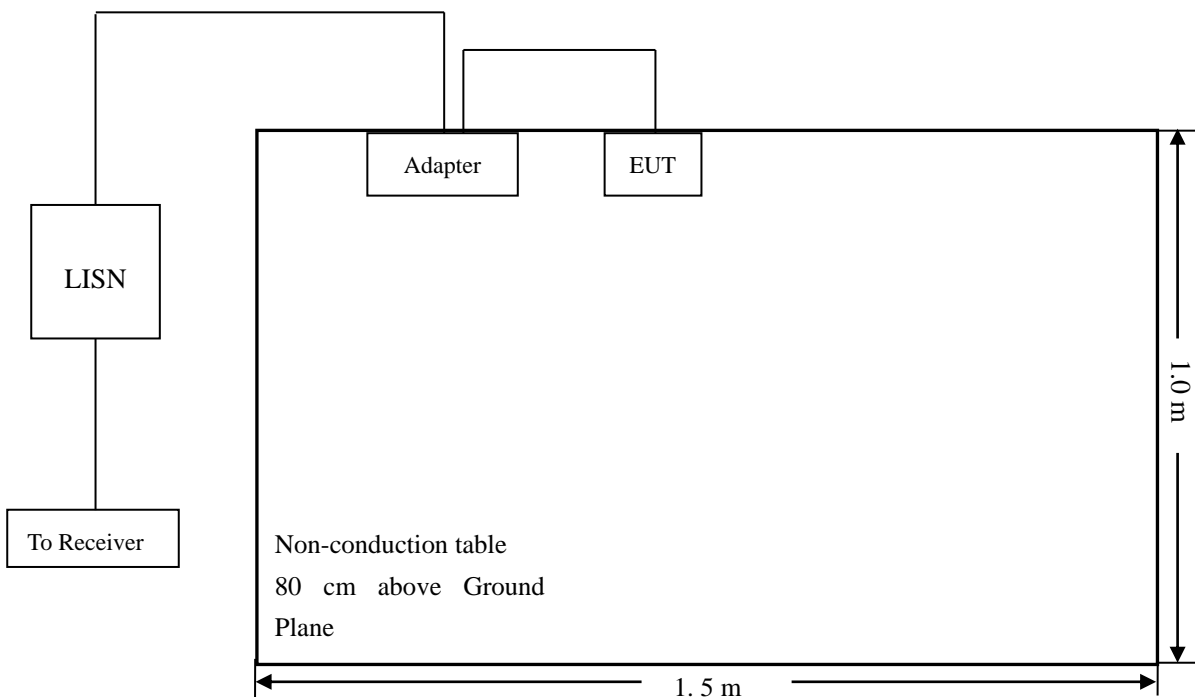 Adapter
EUT
LISN
1.0 m
To Receiver
Non-conduction table
80 cm above Ground
Plane
1. 5 m